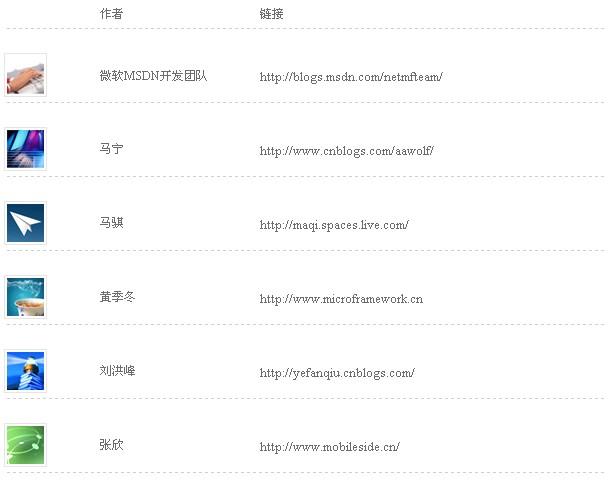 作者 链接
微软MSDN开发团队 http://blogs.msdn.com/netmfteam/
马宁 http://www.cnblogs.com/aawolf/
马骐 http://maqi.spaces.live.com/
黄季冬 http://www.microframework.cn
刘洪峰 http://yefanqiu.cnblogs.com/
张欣 http://www.mobileside.cn/